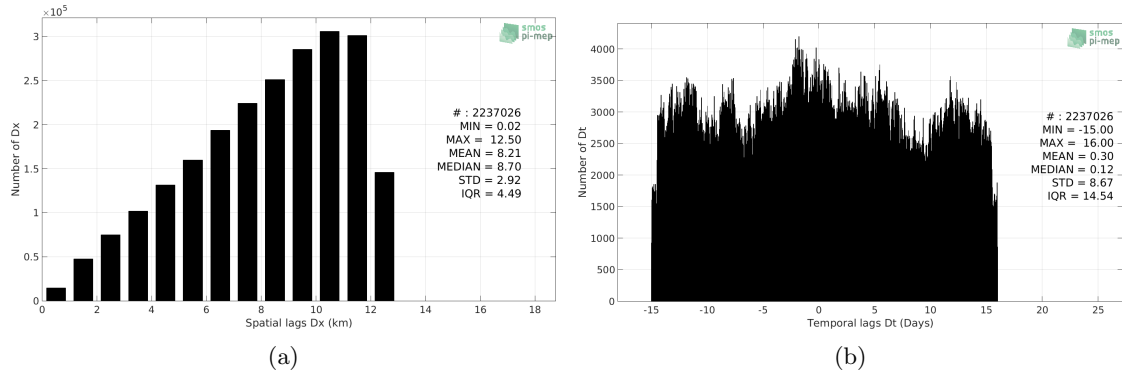 ×10⁵
3
2.5
2
1.5
1
0.5
0
Number of Dx
0 2 4 6 8 10 12 14 16 18
Spatial lags Dx (km)
smos
pi-mep
# : 2237026
MIN = 0.02
MAX = 12.50
MEAN = 8.21
MEDIAN = 8.70
STD = 2.92
IQR = 4.49
(a)
4000
3500
3000
2500
2000
1500
1000
500
0
Number of Dt
-15 -10 -5 0 5 10 15 20 25
Temporal lags Dt (Days)
smos
pi-mep
# : 2237026
MIN = -15.00
MAX = 16.00
MEAN = 0.30
MEDIAN = 0.12
STD = 8.67
IQR = 14.54
(b)